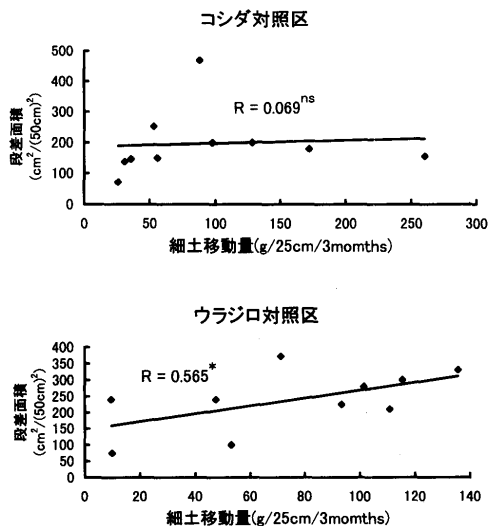 コシダ対照区
500
400
300
200
100
0
段差面積
(cm²/(50cm)²)
R = 0.069ns
0 50 100 150 200 250 300
細土移動量(g/25cm/3momths)
ウラジロ対照区
400
350
300
250
200
150
100
50
0
段差面積
(cm²/(50cm)²)
R = 0.565*
0 20 40 60 80 100 120 140
細土移動量(g/25cm/3momths)